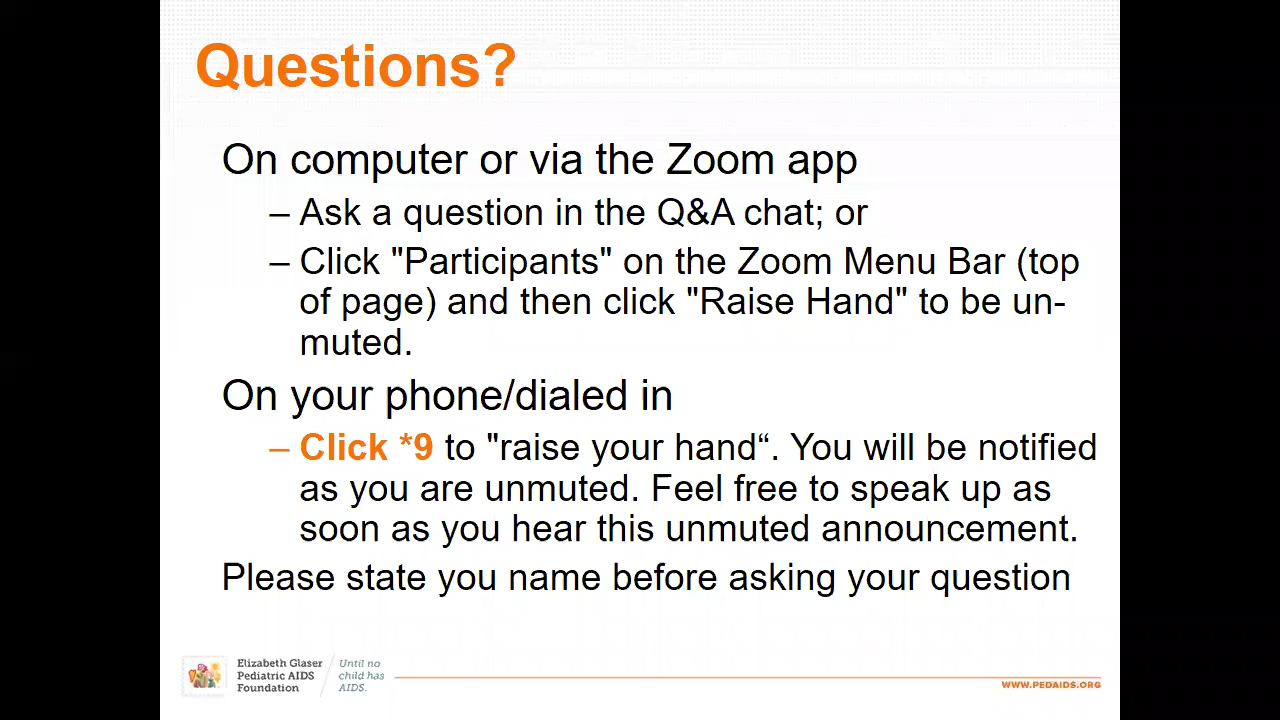 Questions?
On computer or via the Zoom app
– Ask a question in the Q&A chat; or
– Click "Participants" on the Zoom Menu Bar (top
of page) and then click "Raise Hand" to be un-
muted.
On your phone/dialed in
– Click *9 to "raise your hand“. You will be notified
as you are unmuted. Feel free to speak up as
soon as you hear this unmuted announcement.
Please state you name before asking your question
Elizabeth Glaser
Pediatric AIDS
Foundation
Until no
child has
AIDS.
WWW.PEDAIDS.ORG